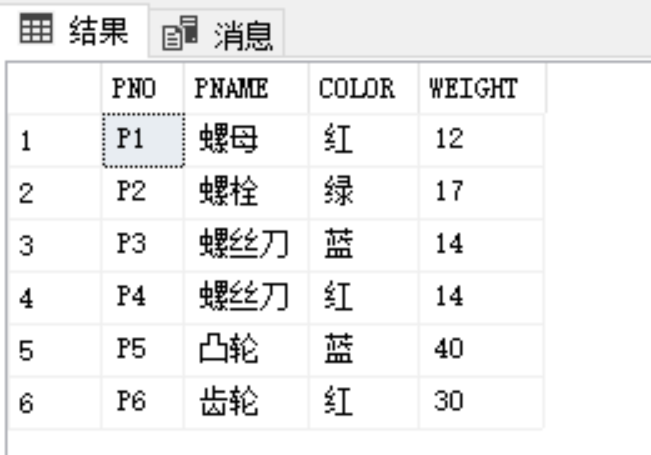 结果 消息
PNO PNAME COLOR WEIGHT
1 P1 螺母 红 12
2 P2 螺栓 绿 17
3 P3 螺丝刀 蓝 14
4 P4 螺丝刀 红 14
5 P5 凸轮 蓝 40
6 P6 齿轮 红 30